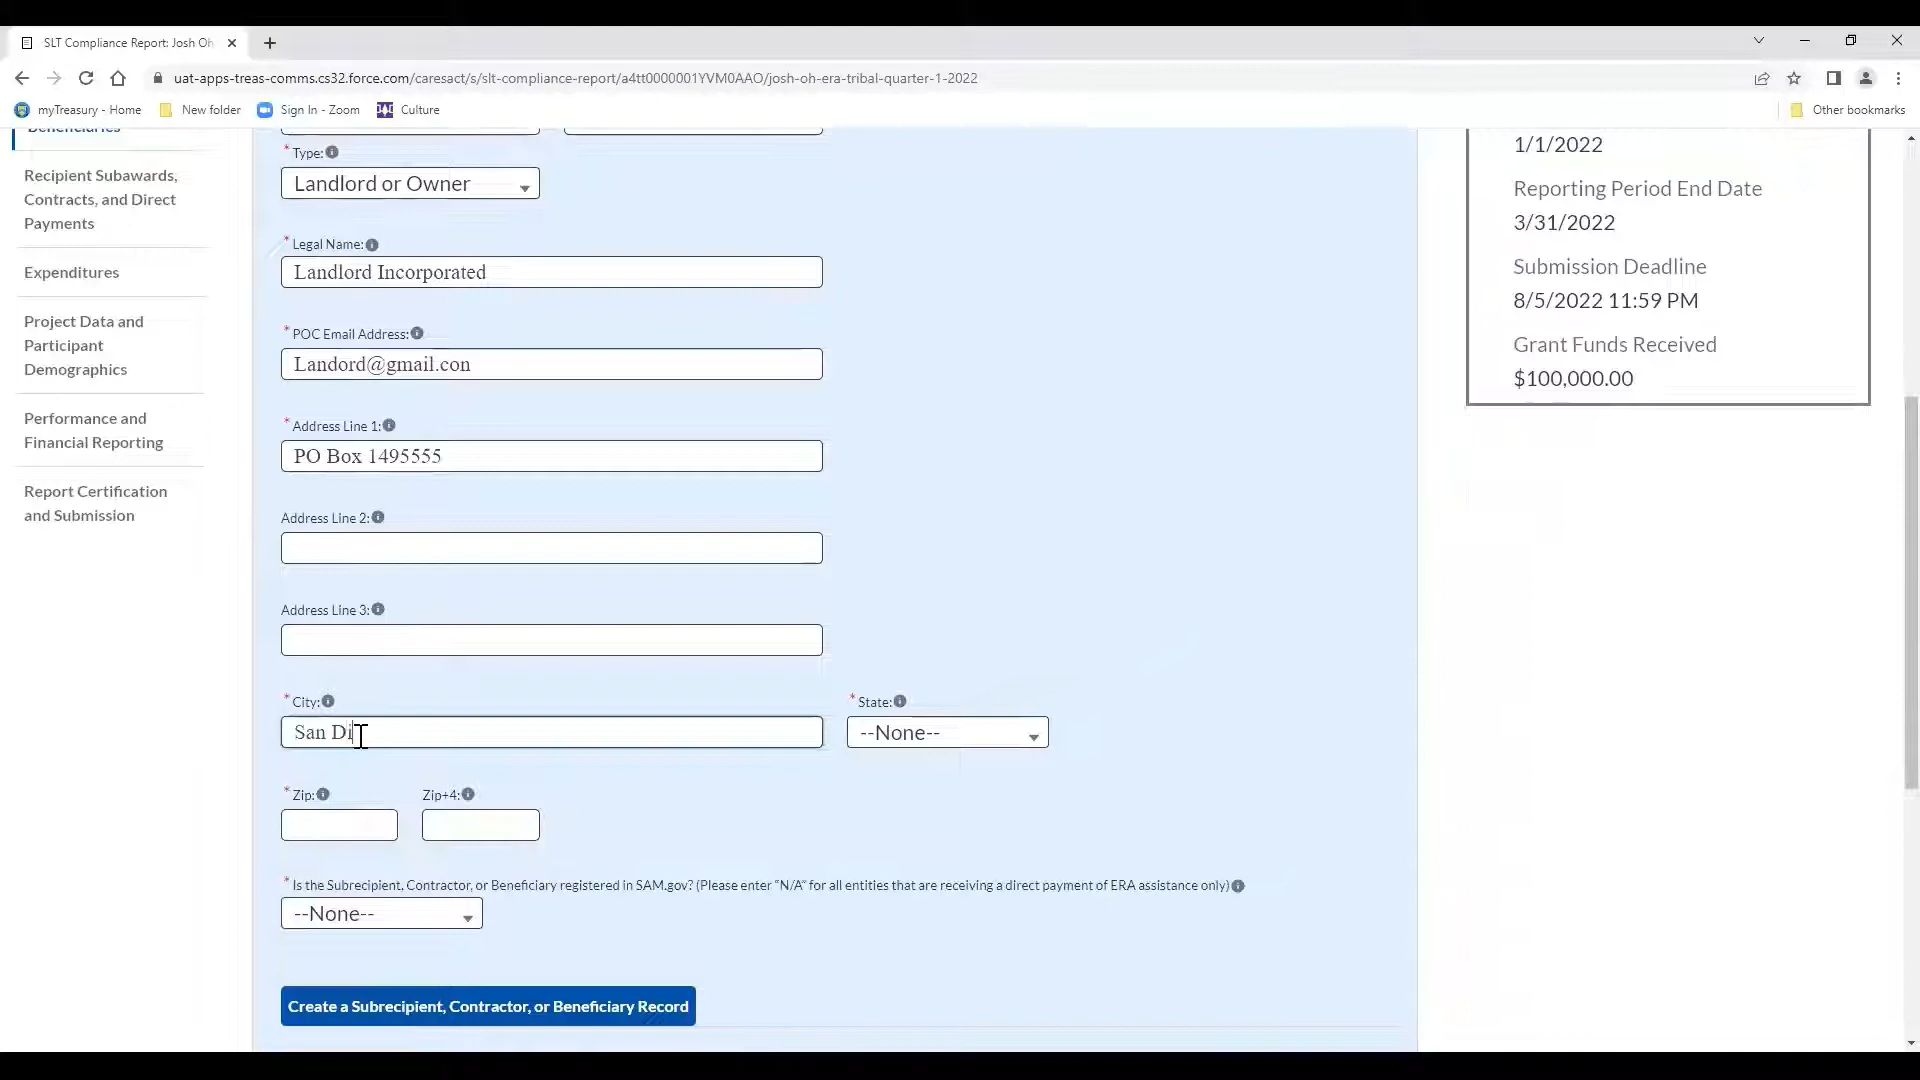 SLT Compliance Report: Josh Oh
uat-apps-treas-comms.cs32.force.com/caresact/s/slt-compliance-report/a4tt0000001YVM0AAO/josh-oh-era-tribal-quarter-1-2022
myTreasury - Home
New folder
Sign In - Zoom
Culture
Other bookmarks
Beneficiaries
Recipient Subawards,
Contracts, and Direct
Payments
Expenditures
Project Data and
Participant
Demographics
Performance and
Financial Reporting
Report Certification
and Submission
* Type:
Landlord or Owner
* Legal Name:
Landlord Incorporated
* POC Email Address:
Landord@gmail.con
* Address Line 1:
PO Box 1495555
Address Line 2:
Address Line 3:
* City:
San Di
* State:
--None--
* Zip:
Zip+4:
* Is the Subrecipient, Contractor, or Beneficiary registered in SAM.gov? (Please enter “N/A” for all entities that are receiving a direct payment of ERA assistance only)
--None--
Create a Subrecipient, Contractor, or Beneficiary Record
1/1/2022
Reporting Period End Date
3/31/2022
Submission Deadline
8/5/2022 11:59 PM
Grant Funds Received
$100,000.00